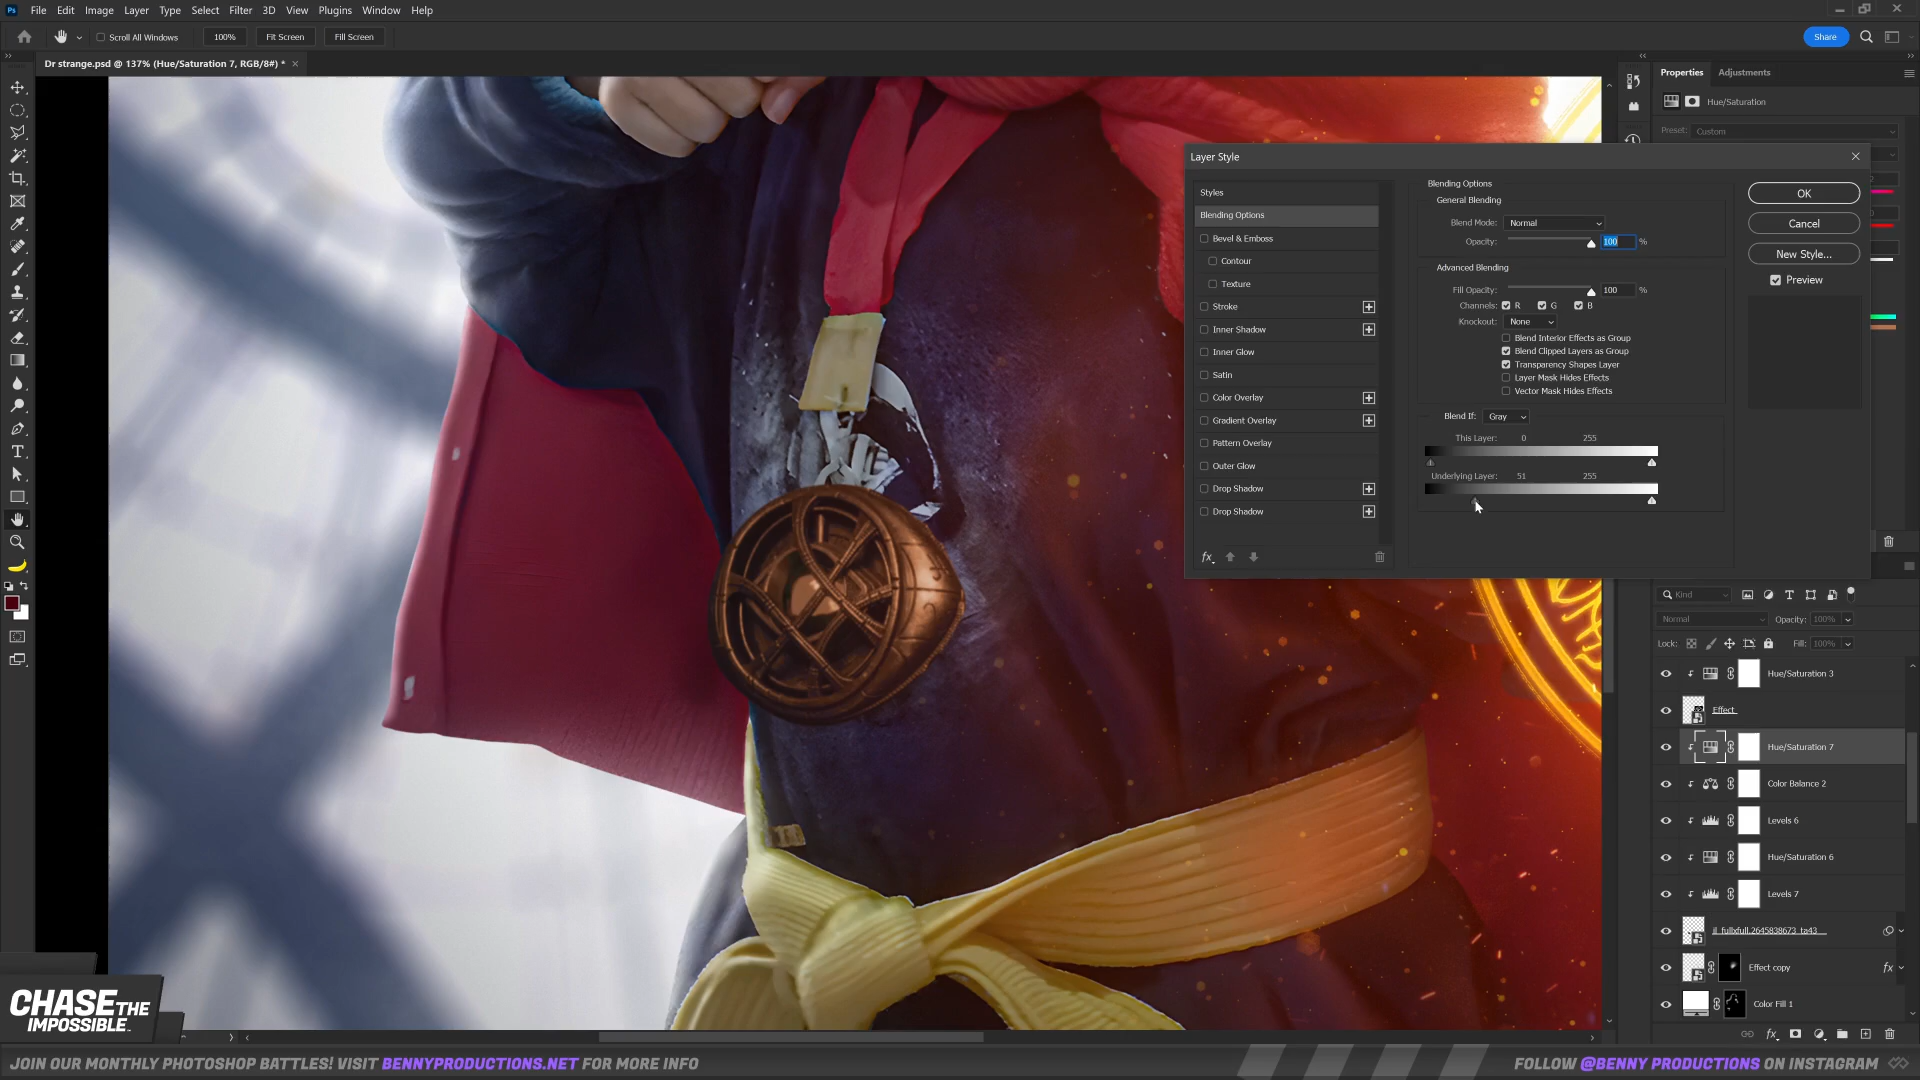 Ps File Edit Image Layer Type Select Filter 3D View Plugins Window Help
Scroll All Windows 100% Fit Screen Fill Screen Share
Dr strange.psd @ 137% (Hue/Saturation 7, RGB/8#) *
Properties Adjustments
Hue/Saturation
Preset: Custom
Layer Style
Styles
Blending Options
Bevel & Emboss
Contour
Texture
Stroke
Inner Shadow
Inner Glow
Satin
Color Overlay
Gradient Overlay
Pattern Overlay
Outer Glow
Drop Shadow
Drop Shadow
fx
Blending Options
General Blending
Blend Mode: Normal
Opacity: 100 %
Advanced Blending
Fill Opacity: 100 %
Channels: R G B
Knockout: None
Blend Interior Effects as Group
Blend Clipped Layers as Group
Transparency Shapes Layer
Layer Mask Hides Effects
Vector Mask Hides Effects
Blend If: Gray
This Layer: 0 255
Underlying Layer: 51 255
OK
Cancel
New Style...
Preview
Kind
Normal Opacity: 100%
Lock: Fill: 100%
Hue/Saturation 3
Effect
Hue/Saturation 7
Color Balance 2
Levels 6
Hue/Saturation 6
Levels 7
Effect copy fx
Color Fill 1
fx
CHASE THE
IMPOSSIBLE.
JOIN OUR MONTHLY PHOTOSHOP BATTLES! VISIT BENNYPRODUCTIONS.NET FOR MORE INFO
FOLLOW @BENNY PRODUCTIONS ON INSTAGRAM